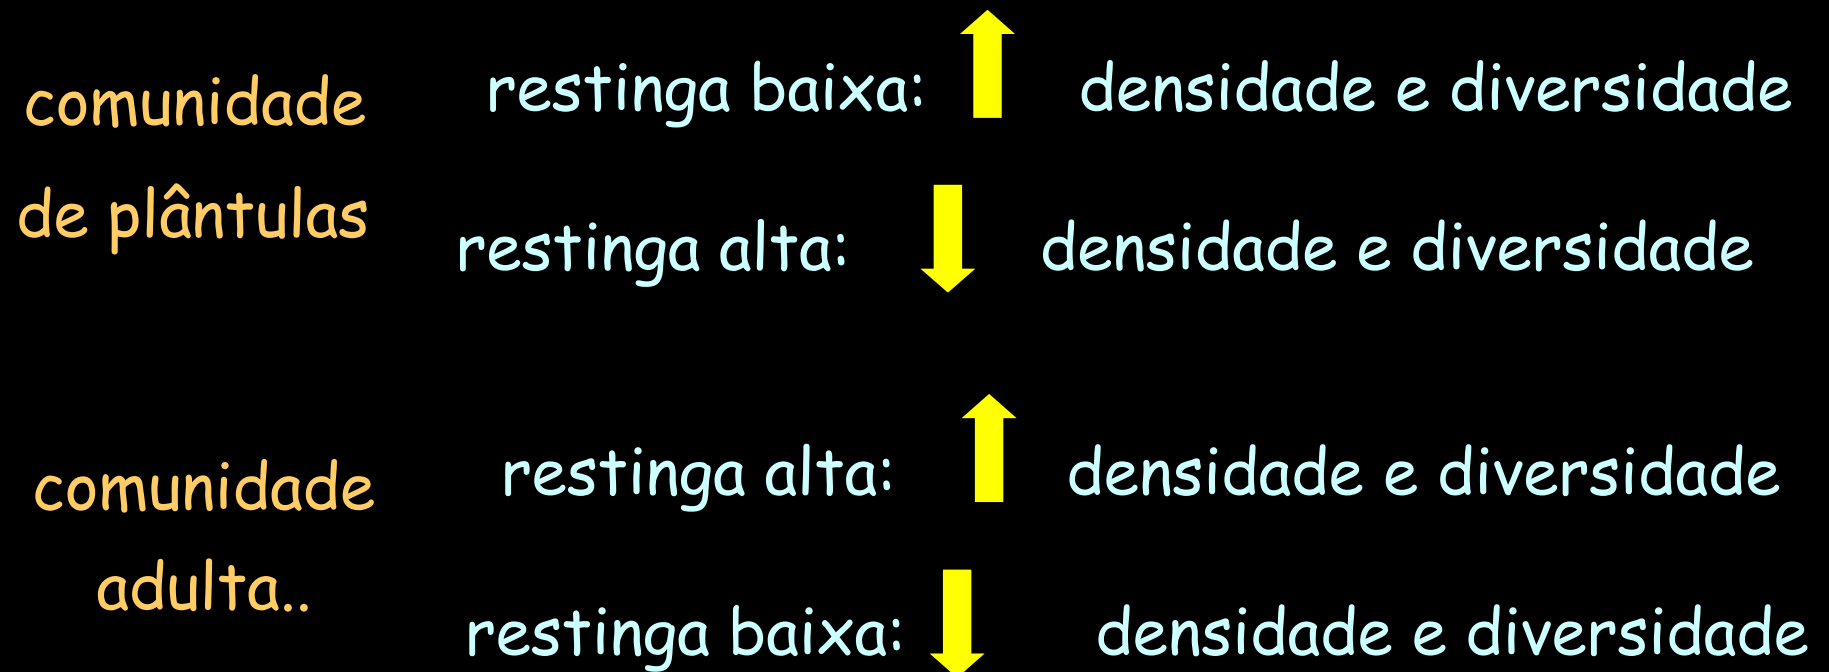 comunidade
de plântulas
restinga baixa: densidade e diversidade
restinga alta: densidade e diversidade
comunidade
adulta..
restinga alta: densidade e diversidade
restinga baixa: densidade e diversidade